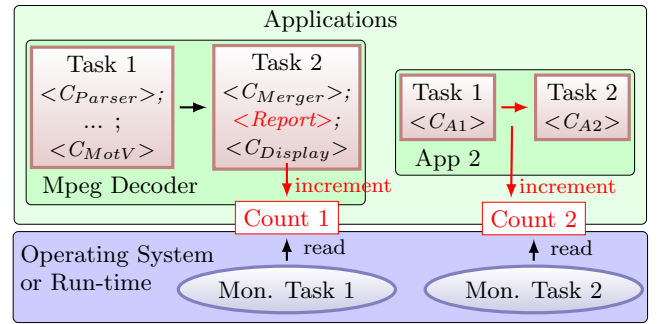 Applications
Task 1
<C_Parser>;
... ;
<C_MotV>
Task 2
<C_Merger>;
<Report>;
<C_Display>
Mpeg Decoder
increment
Count 1
Task 1
<C_A1>
Task 2
<C_A2>
App 2
increment
Count 2
Operating System
or Run-time
read
Mon. Task 1
read
Mon. Task 2